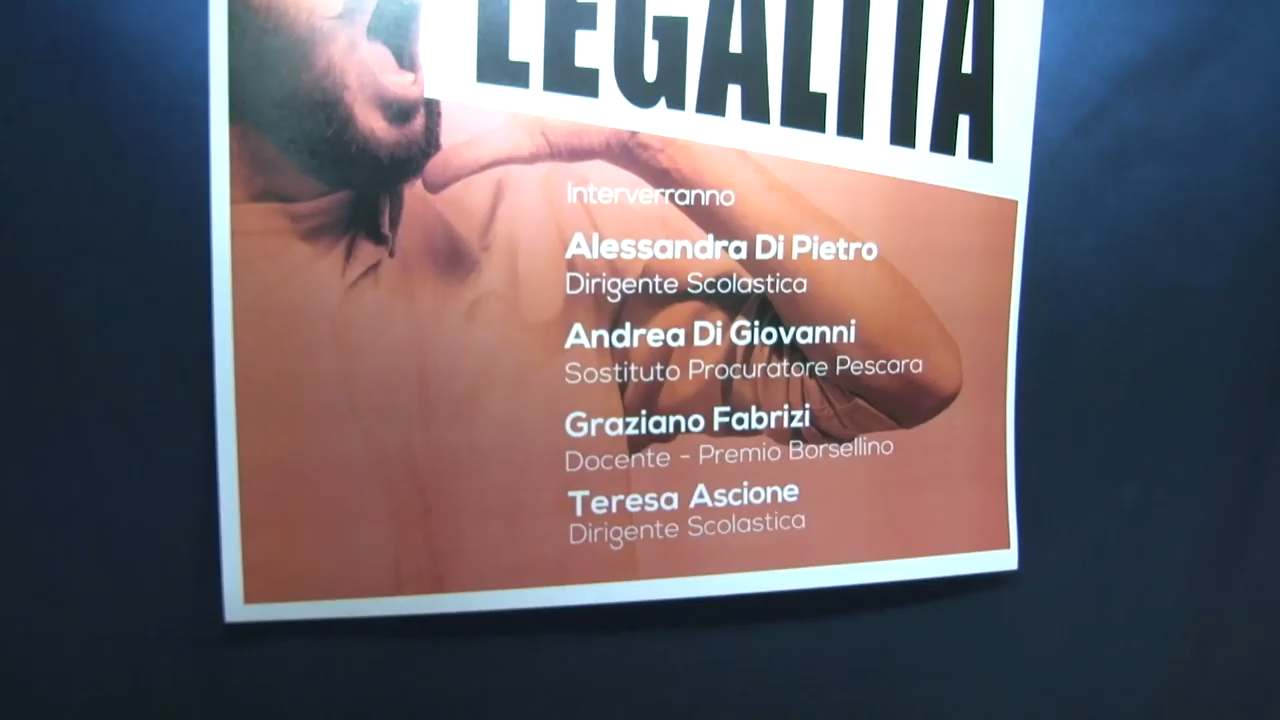 LEGALITÀ
Interverranno
Alessandra Di Pietro
Dirigente Scolastica
Andrea Di Giovanni
Sostituto Procuratore Pescara
Graziano Fabrizi
Docente - Premio Borsellino
Teresa Ascione
Dirigente Scolastica